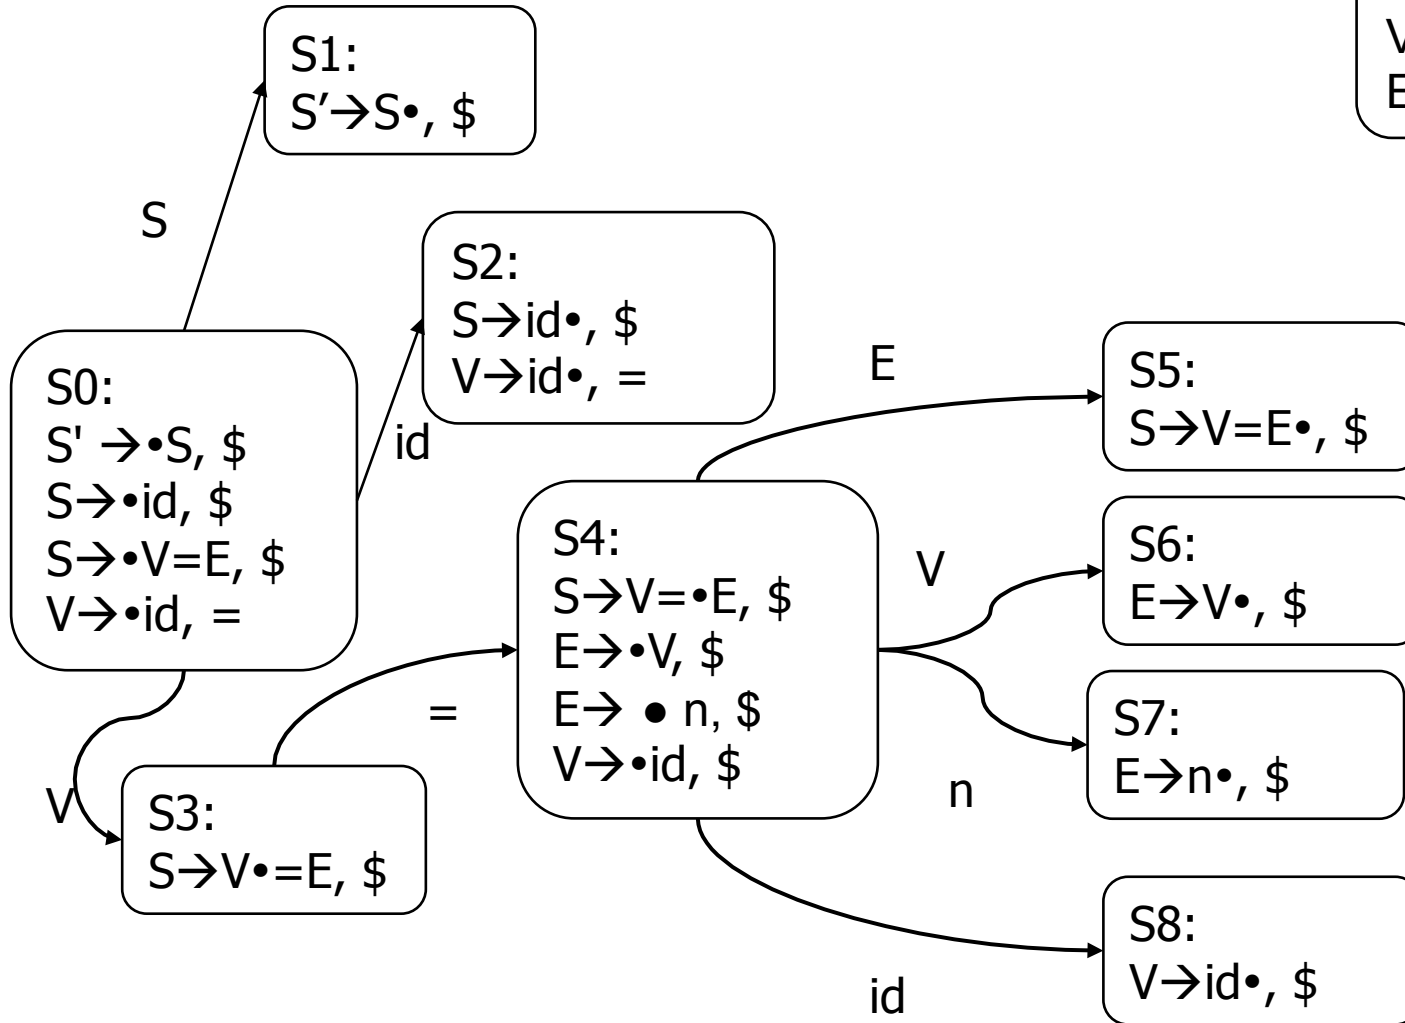 S1:
S'→S•, $
V
E
S
S2:
S→id•, $
V→id•, =
id
S0:
S' →•S, $
S→•id, $
S→•V=E, $
V→•id, =
V
S3:
S→V•=E, $
=
S4:
S→V=•E, $
E→•V, $
E→ ● n, $
V→•id, $
E
S5:
S→V=E•, $
V
S6:
E→V•, $
n
S7:
E→n•, $
id
S8:
V→id•, $